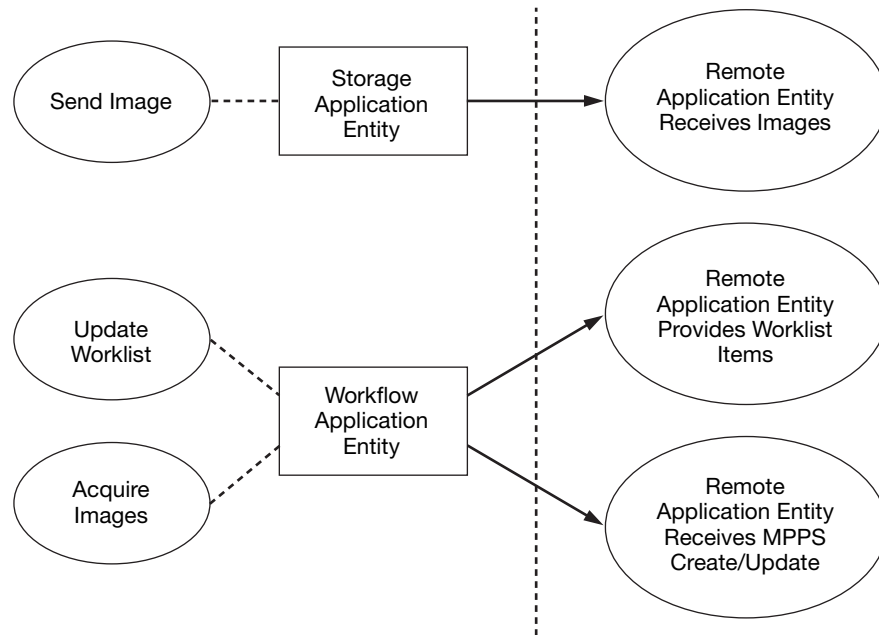 Send Image
Storage
Application
Entity
Remote
Application Entity
Receives Images
Update
Worklist
Acquire
Images
Workflow
Application
Entity
Remote
Application Entity
Provides Worklist
Items
Remote
Application Entity
Receives MPPS
Create/Update